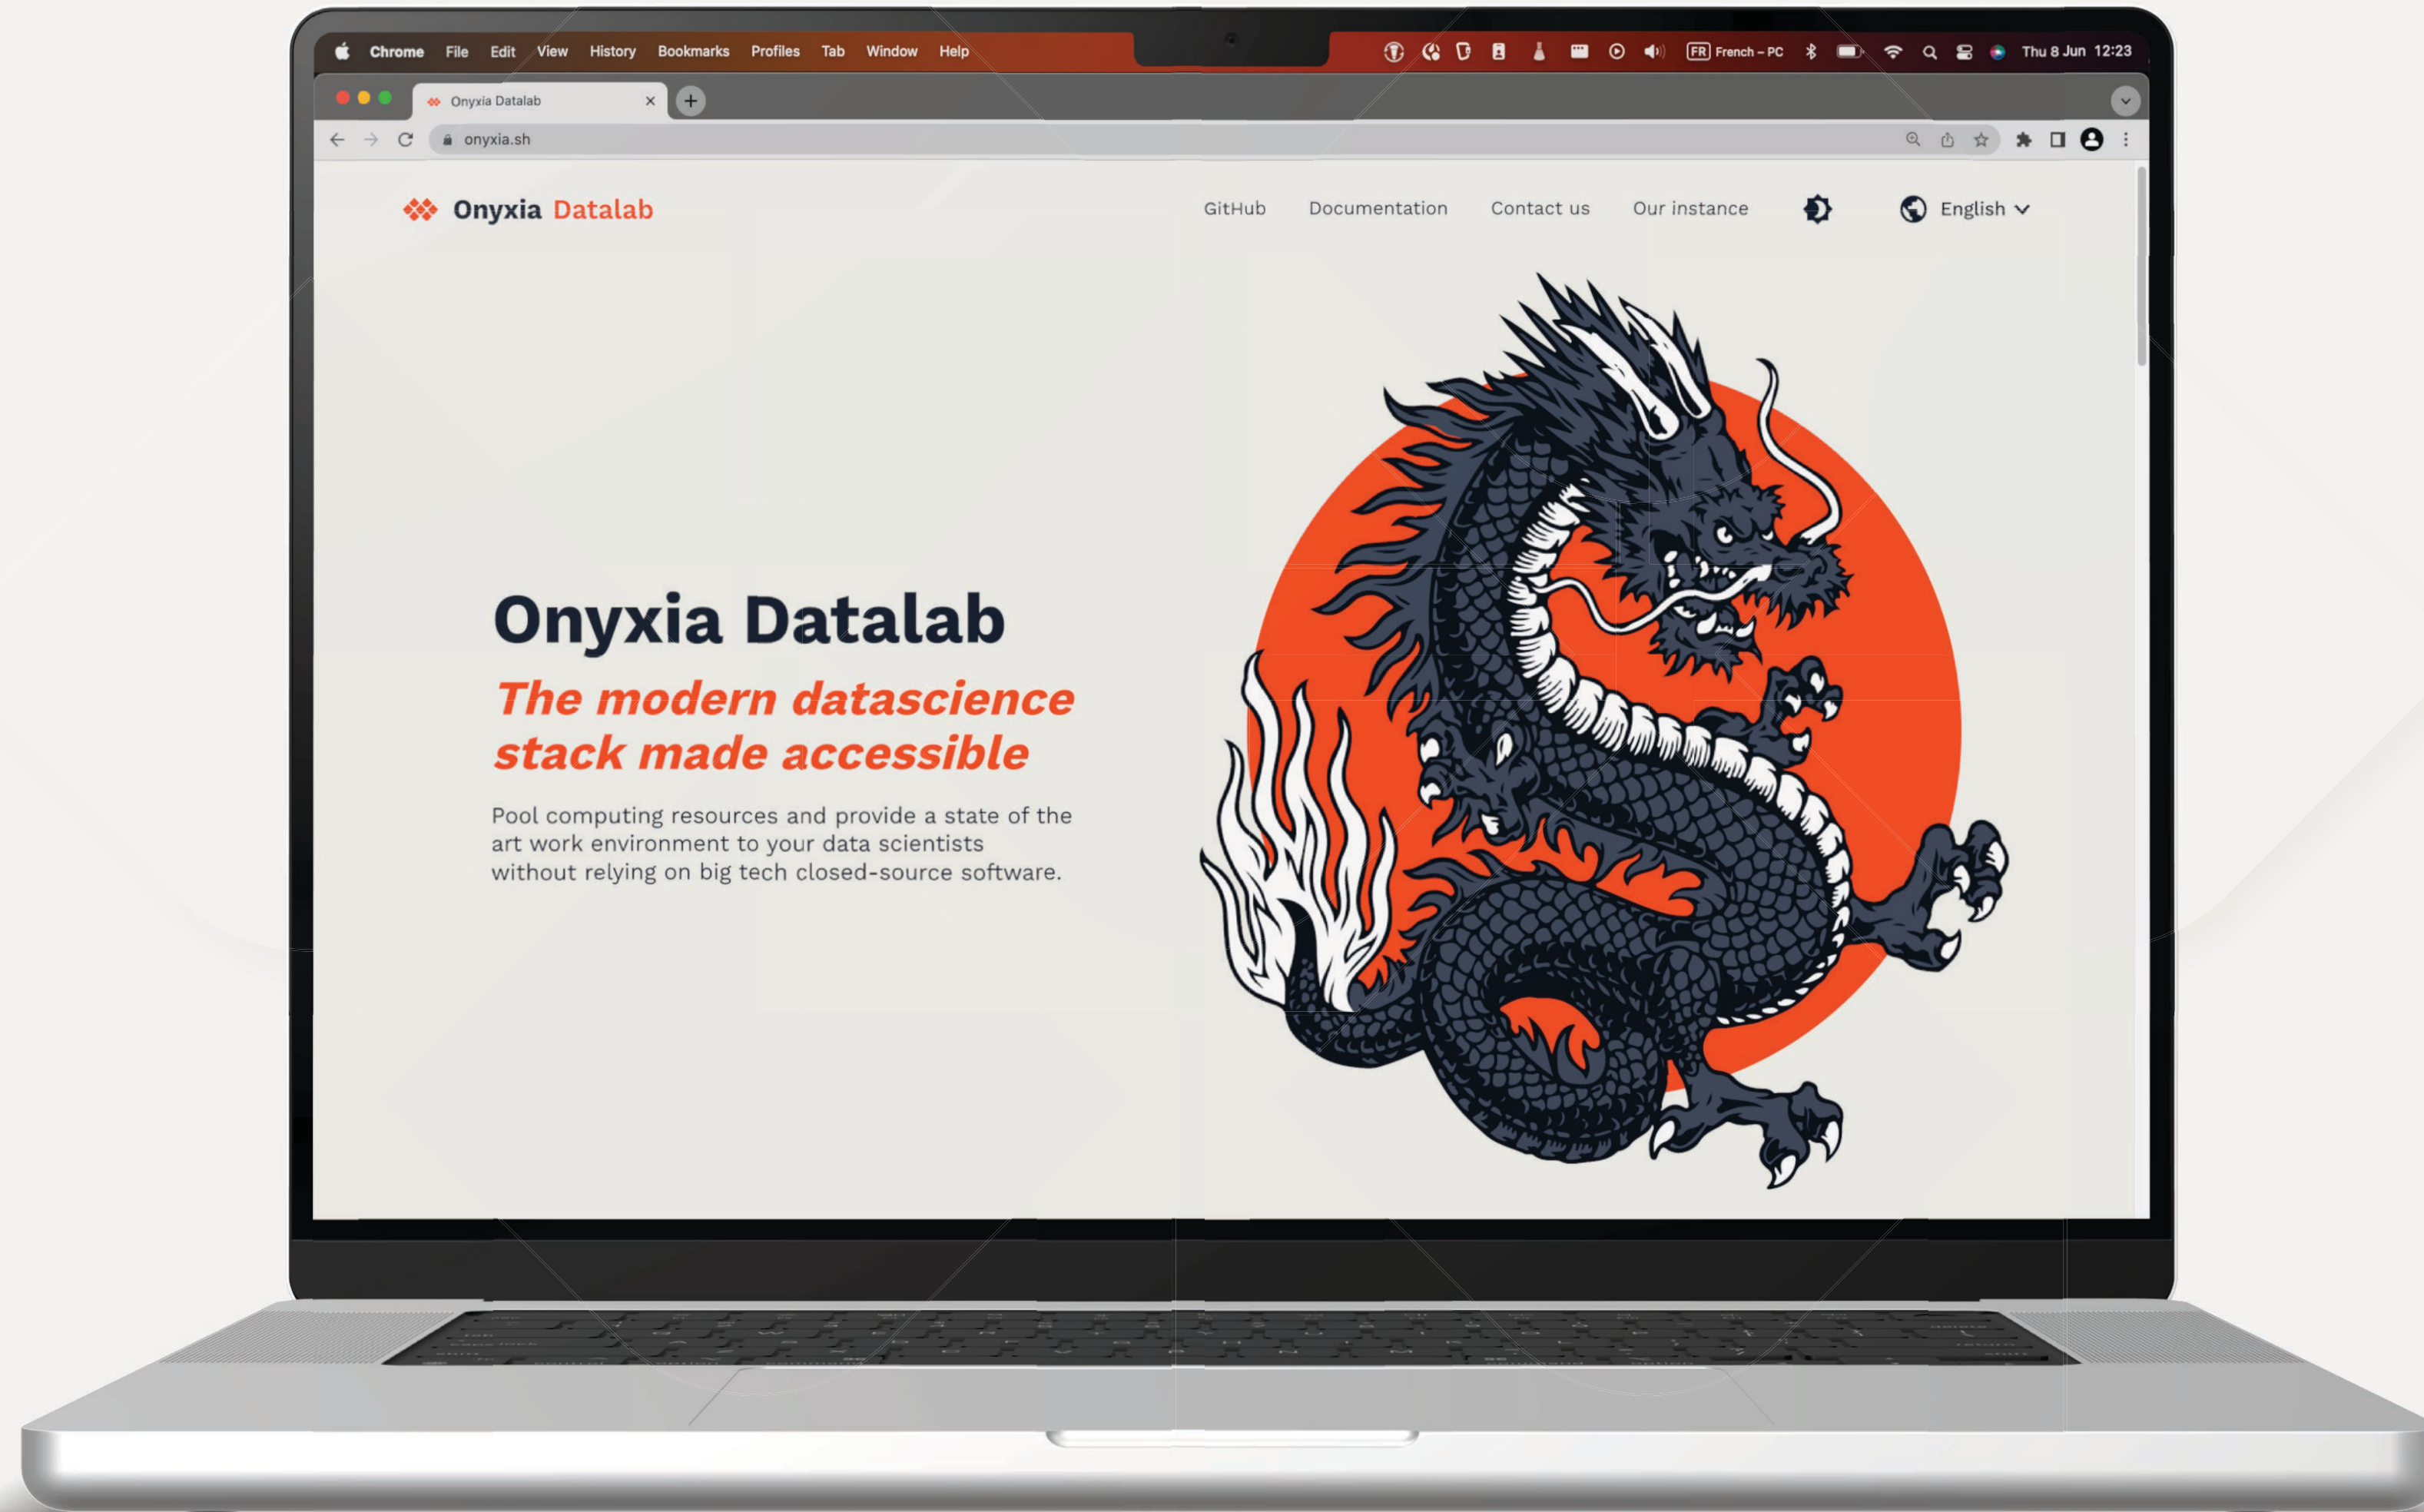 Chrome File Edit View History Bookmarks Profiles Tab Window Help
FR French – PC Thu 8 Jun 12:23
Onyxia Datalab
onyxia.sh
Onyxia Datalab
GitHub Documentation Contact us Our instance English
Onyxia Datalab
The modern datascience
stack made accessible
Pool computing resources and provide a state of the
art work environment to your data scientists
without relying on big tech closed-source software.